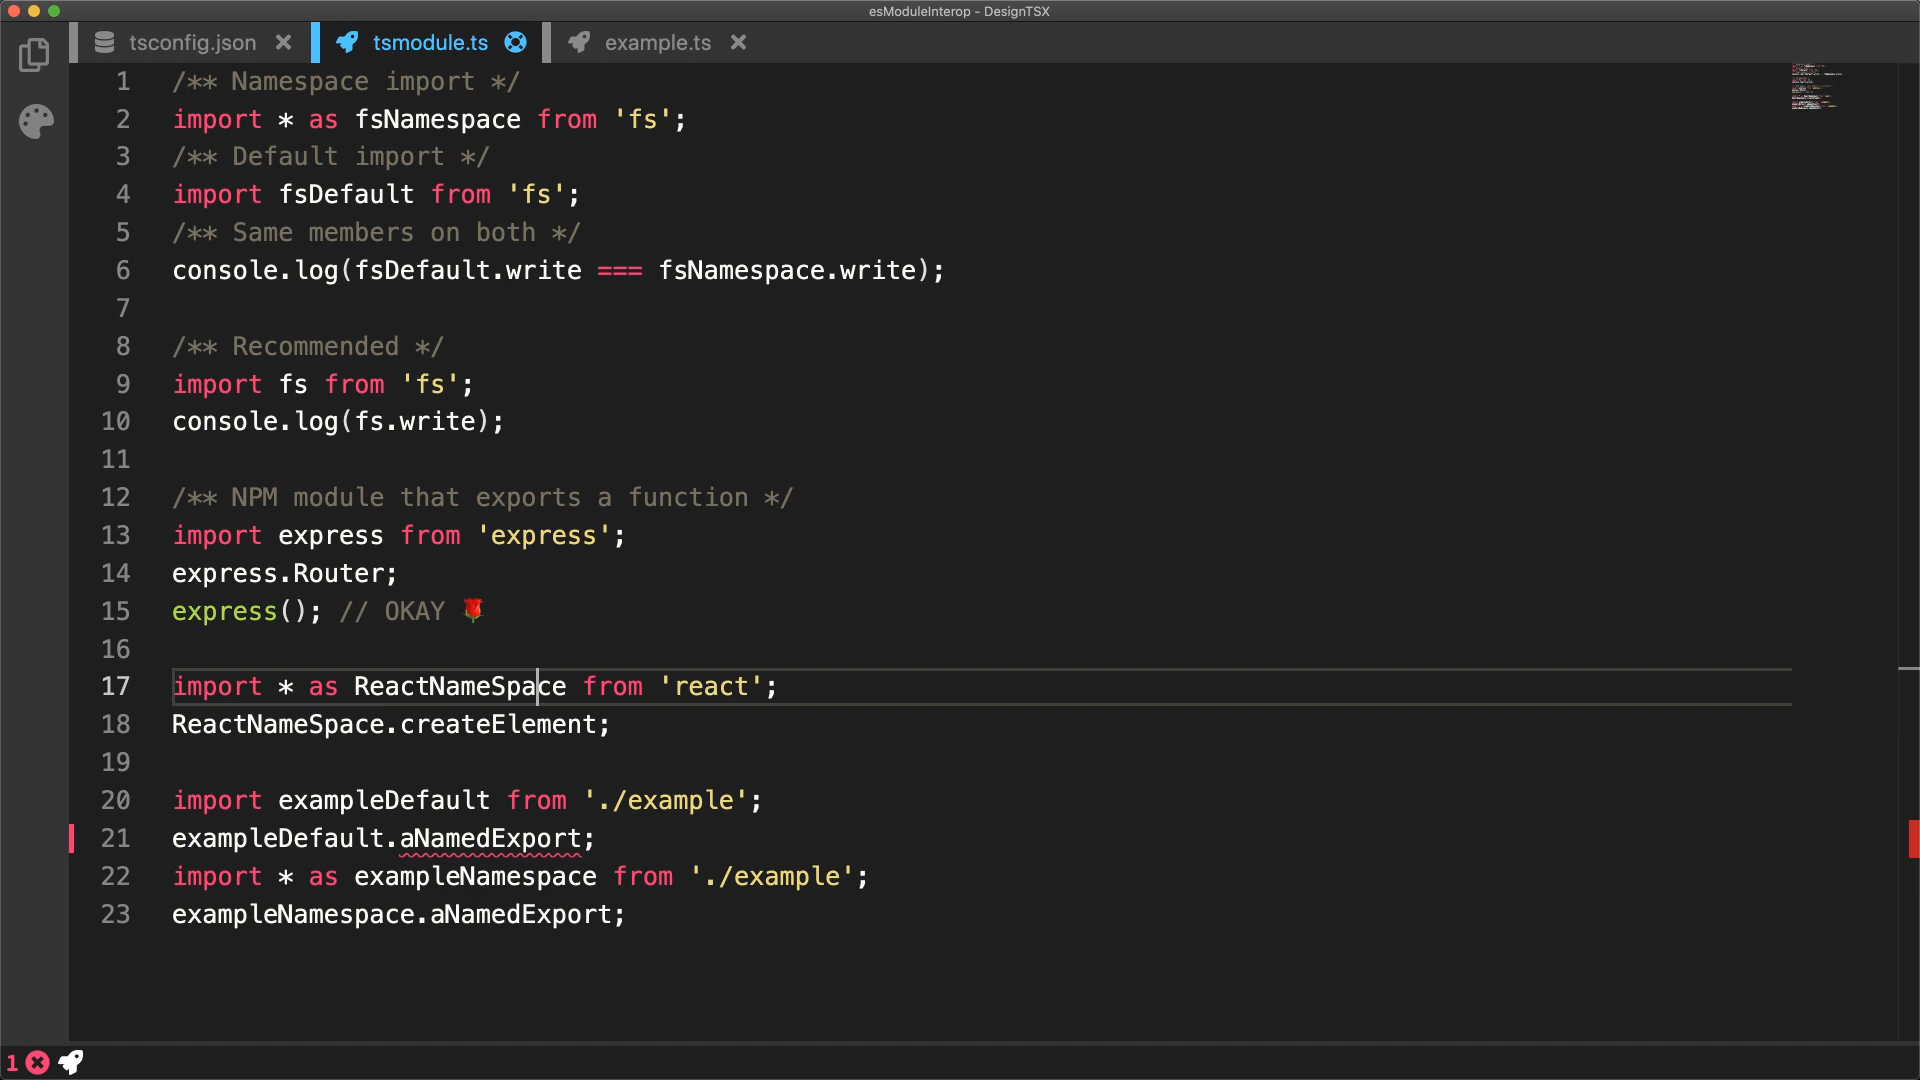 esModuleInterop - DesignTSX
tsconfig.json
tsmodule.ts
example.ts
1 /** Namespace import */
2 import * as fsNamespace from 'fs';
3 /** Default import */
4 import fsDefault from 'fs';
5 /** Same members on both */
6 console.log(fsDefault.write === fsNamespace.write);
7
8 /** Recommended */
9 import fs from 'fs';
10 console.log(fs.write);
11
12 /** NPM module that exports a function */
13 import express from 'express';
14 express.Router;
15 express(); // OKAY 🌹
16
17 import * as ReactNameSpace from 'react';
18 ReactNameSpace.createElement;
19
20 import exampleDefault from './example';
21 exampleDefault.aNamedExport;
22 import * as exampleNamespace from './example';
23 exampleNamespace.aNamedExport;
1